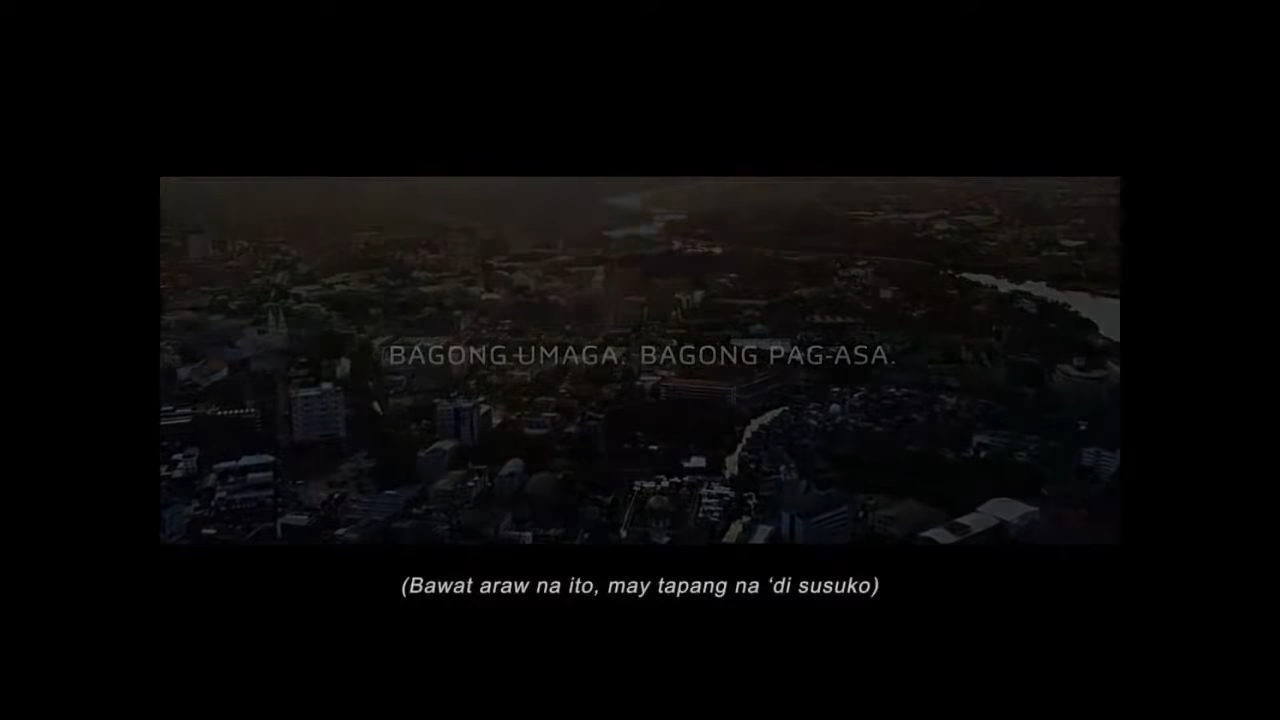 BAGONG UMAGA. BAGONG PAG-ASA.
(Bawat araw na ito, may tapang na ‘di susuko)